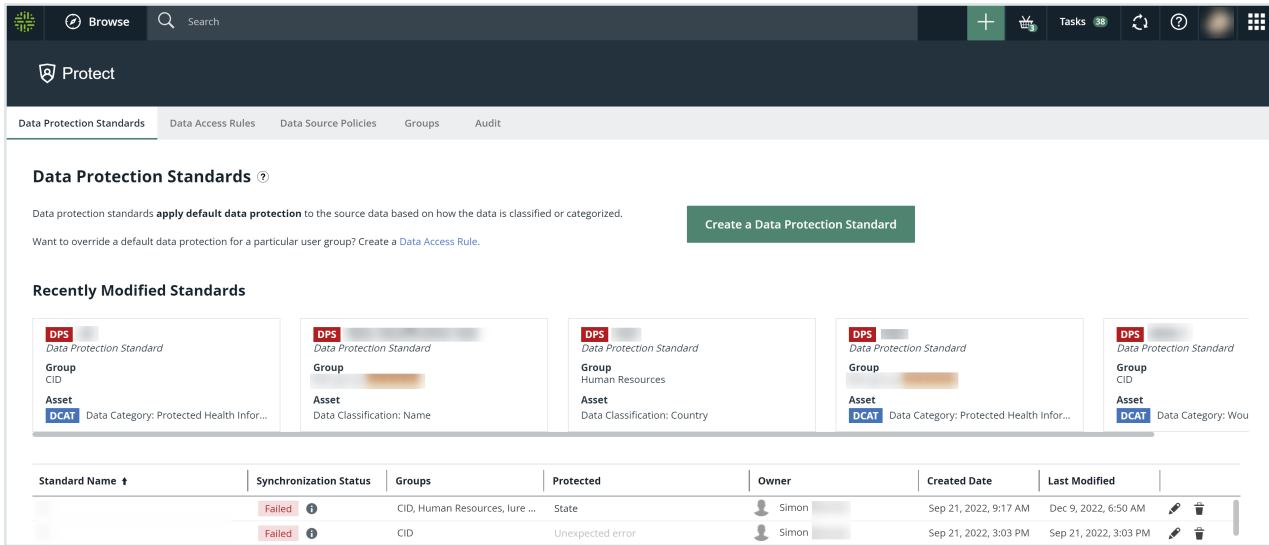 Browse
Search
3
Tasks 38
Protect
Data Protection Standards
Data Access Rules
Data Source Policies
Groups
Audit
Data Protection Standards ?
Data protection standards apply default data protection to the source data based on how the data is classified or categorized.
Want to override a default data protection for a particular user group? Create a Data Access Rule.
Create a Data Protection Standard
Recently Modified Standards
DPS
Data Protection Standard
Group
CID
Asset
DCAT Data Category: Protected Health Infor...
DPS
Data Protection Standard
Group
Asset
Data Classification: Name
DPS
Data Protection Standard
Group
Human Resources
Asset
Data Classification: Country
DPS
Data Protection Standard
Group
Asset
DCAT Data Category: Protected Health Infor...
DPS
Data Protection Standard
Group
CID
Asset
DCAT Data Category: Wou
Standard Name ↑ Synchronization Status Groups Protected Owner Created Date Last Modified
Failed CID, Human Resources, Iure ... State Simon Sep 21, 2022, 9:17 AM Dec 9, 2022, 6:50 AM
Failed CID Unexpected error Simon Sep 21, 2022, 3:03 PM Sep 21, 2022, 3:03 PM